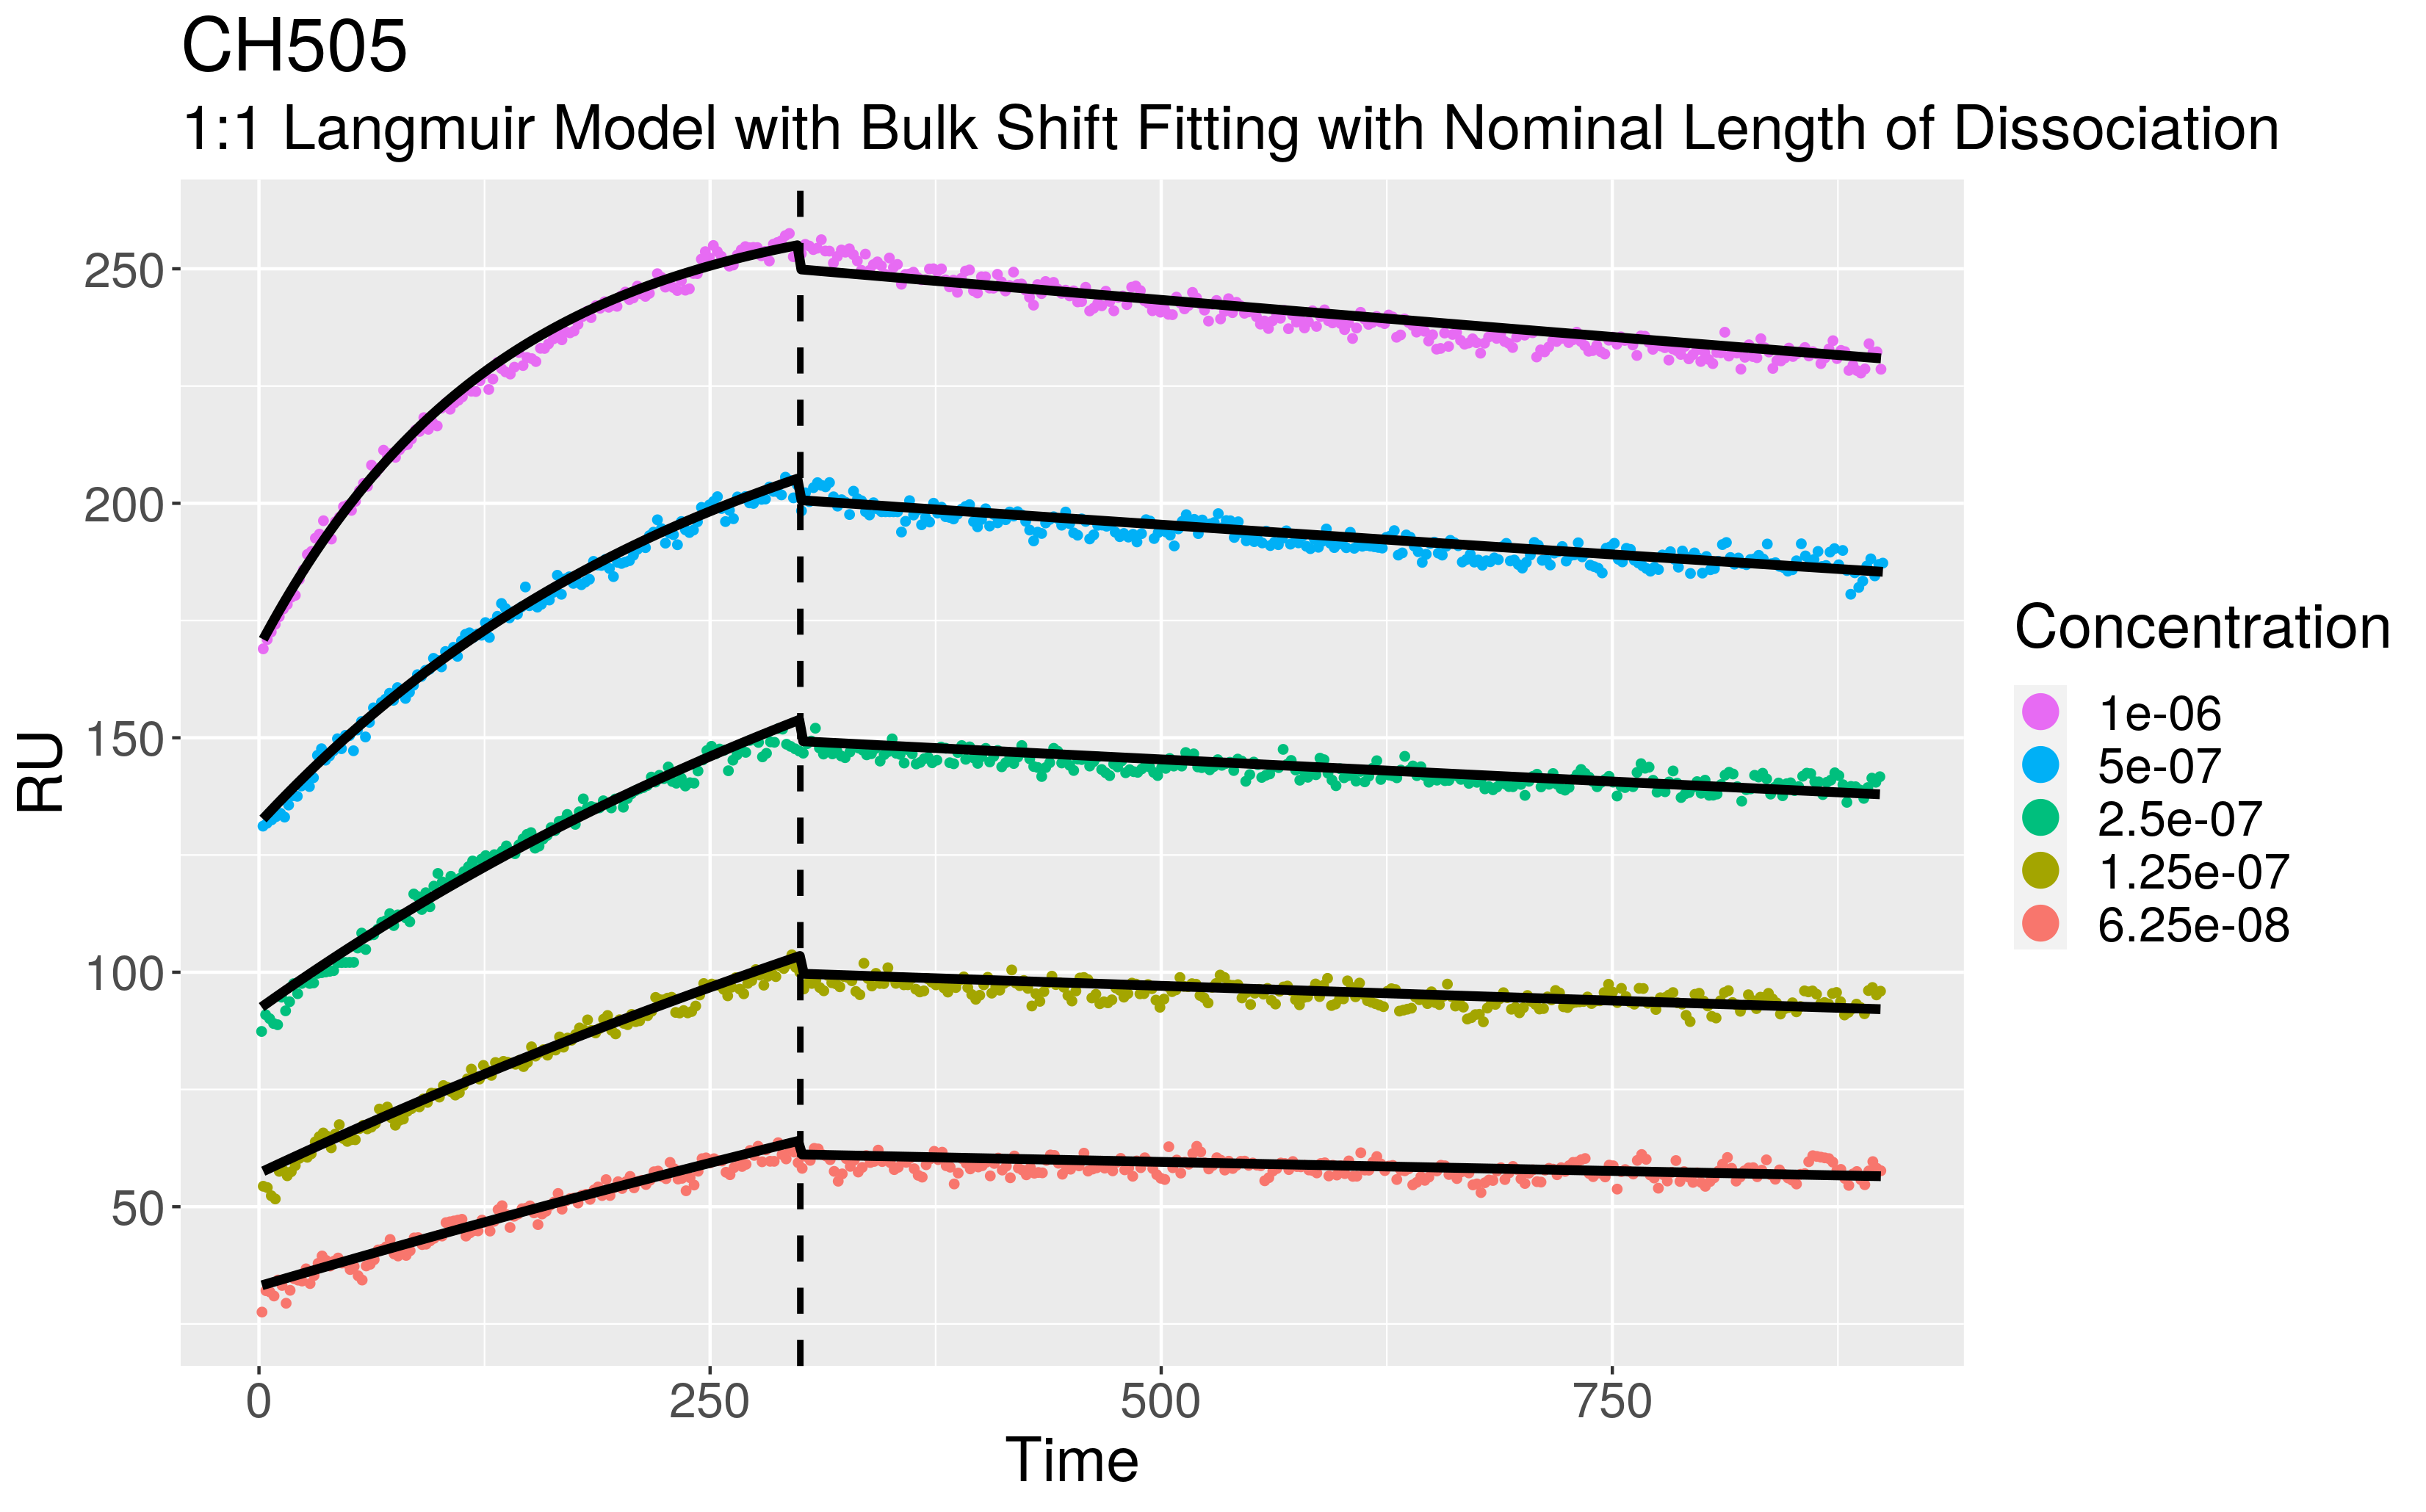 CH505
1:1 Langmuir Model with Bulk Shift Fitting with Nominal Length of Dissociation
250
200
150
100
50
RU
0 250 500 750
Time
Concentration
1e-06
5e-07
2.5e-07
1.25e-07
6.25e-08